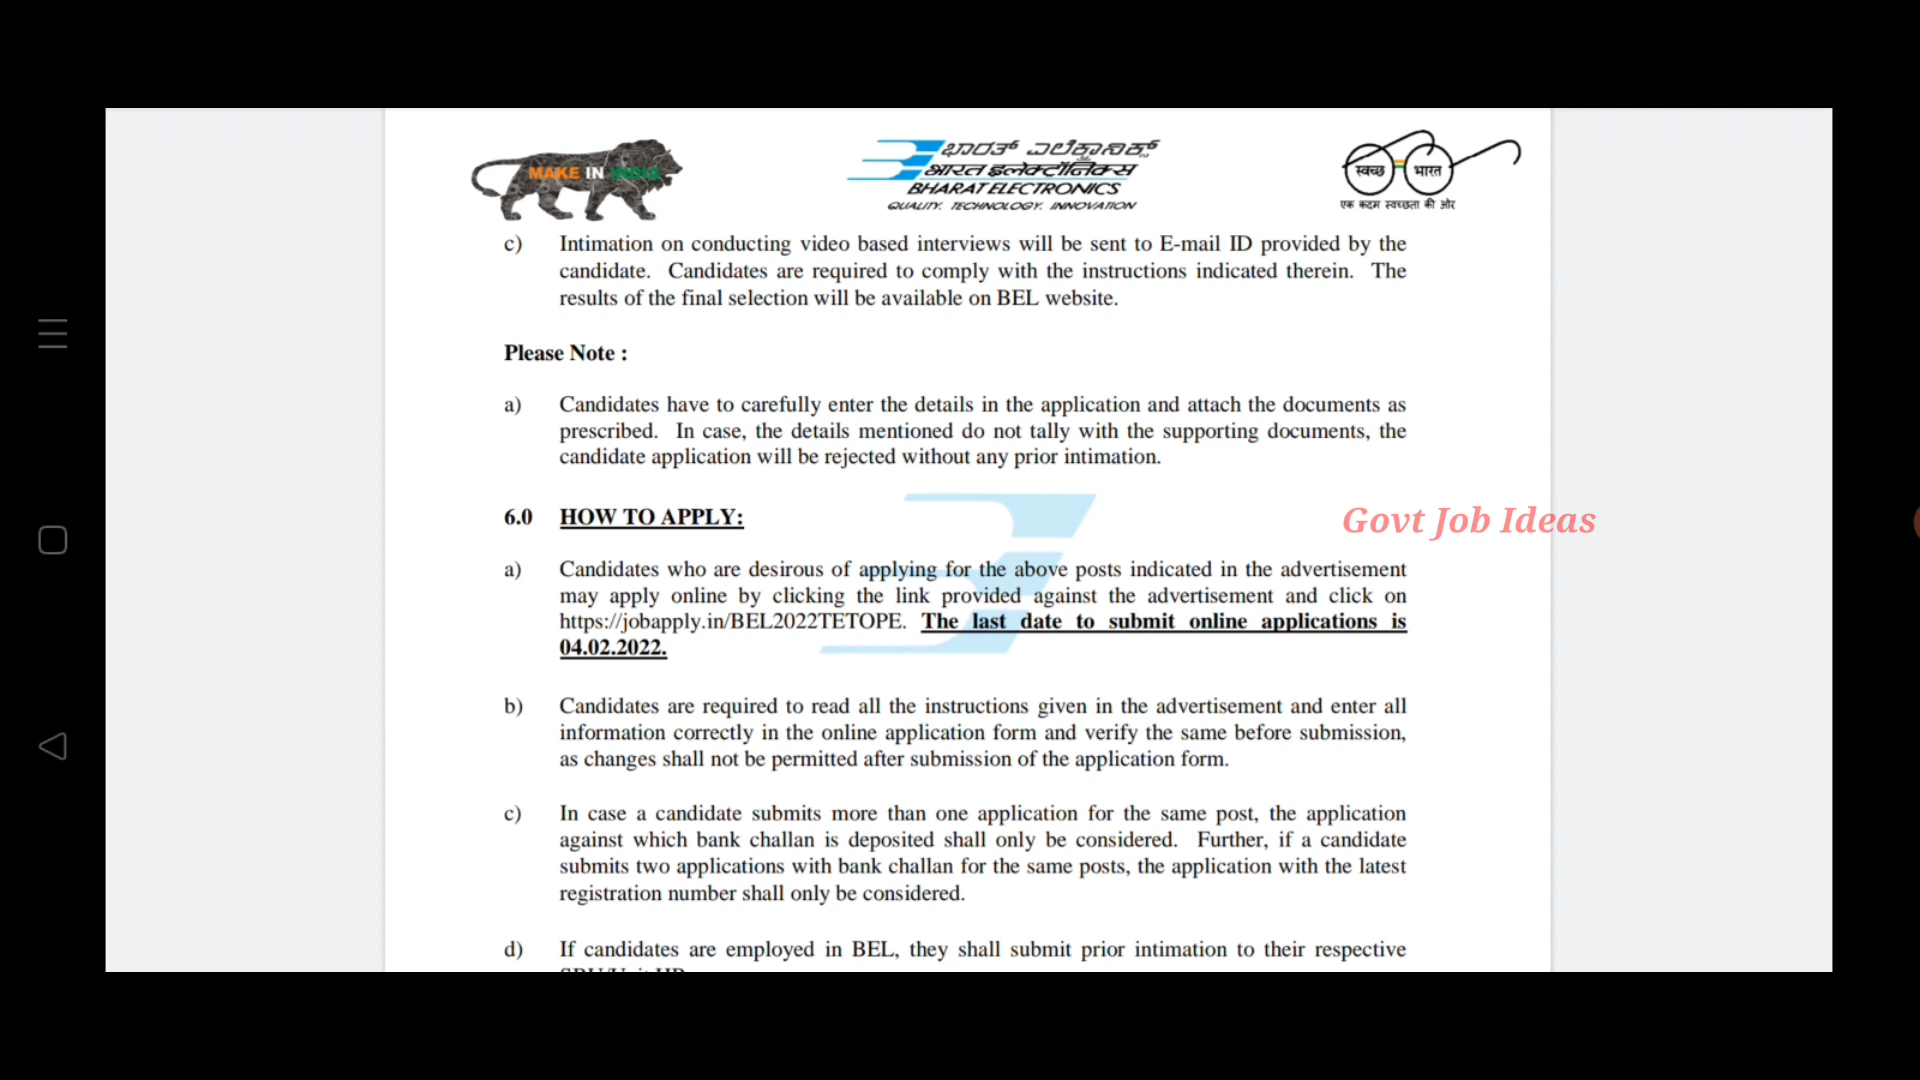 MAKE IN INDIA
ಭಾರತ್ ಎಲೆಕ್ಟ್ರಾನಿಕ್ಸ್
भारत इलेक्ट्रॉनिक्स
BHARAT ELECTRONICS
QUALITY. TECHNOLOGY. INNOVATION
स्वच्छ भारत
एक कदम स्वच्छता की ओर
c) Intimation on conducting video based interviews will be sent to E-mail ID provided by the
candidate. Candidates are required to comply with the instructions indicated therein. The
results of the final selection will be available on BEL website.
Please Note :
a) Candidates have to carefully enter the details in the application and attach the documents as
prescribed. In case, the details mentioned do not tally with the supporting documents, the
candidate application will be rejected without any prior intimation.
6.0 HOW TO APPLY:
Govt Job Ideas
a) Candidates who are desirous of applying for the above posts indicated in the advertisement
may apply online by clicking the link provided against the advertisement and click on
https://jobapply.in/BEL2022TETOPE. The last date to submit online applications is
04.02.2022.
b) Candidates are required to read all the instructions given in the advertisement and enter all
information correctly in the online application form and verify the same before submission,
as changes shall not be permitted after submission of the application form.
c) In case a candidate submits more than one application for the same post, the application
against which bank challan is deposited shall only be considered. Further, if a candidate
submits two applications with bank challan for the same posts, the application with the latest
registration number shall only be considered.
d) If candidates are employed in BEL, they shall submit prior intimation to their respective